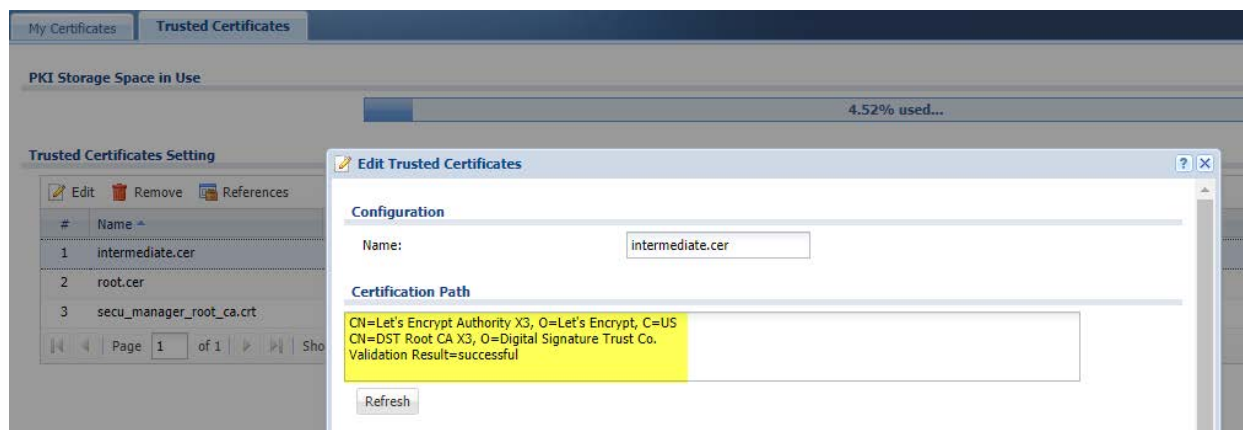 My Certificates Trusted Certificates
PKI Storage Space in Use
4.52% used...
Trusted Certificates Setting
Edit Remove References
# Name
1 intermediate.cer
2 root.cer
3 secu_manager_root_ca.crt
Page 1 of 1 Sho
Edit Trusted Certificates ? X
Configuration
Name: intermediate.cer
Certification Path
CN=Let's Encrypt Authority X3, O=Let's Encrypt, C=US
CN=DST Root CA X3, O=Digital Signature Trust Co.
Validation Result=successful
Refresh